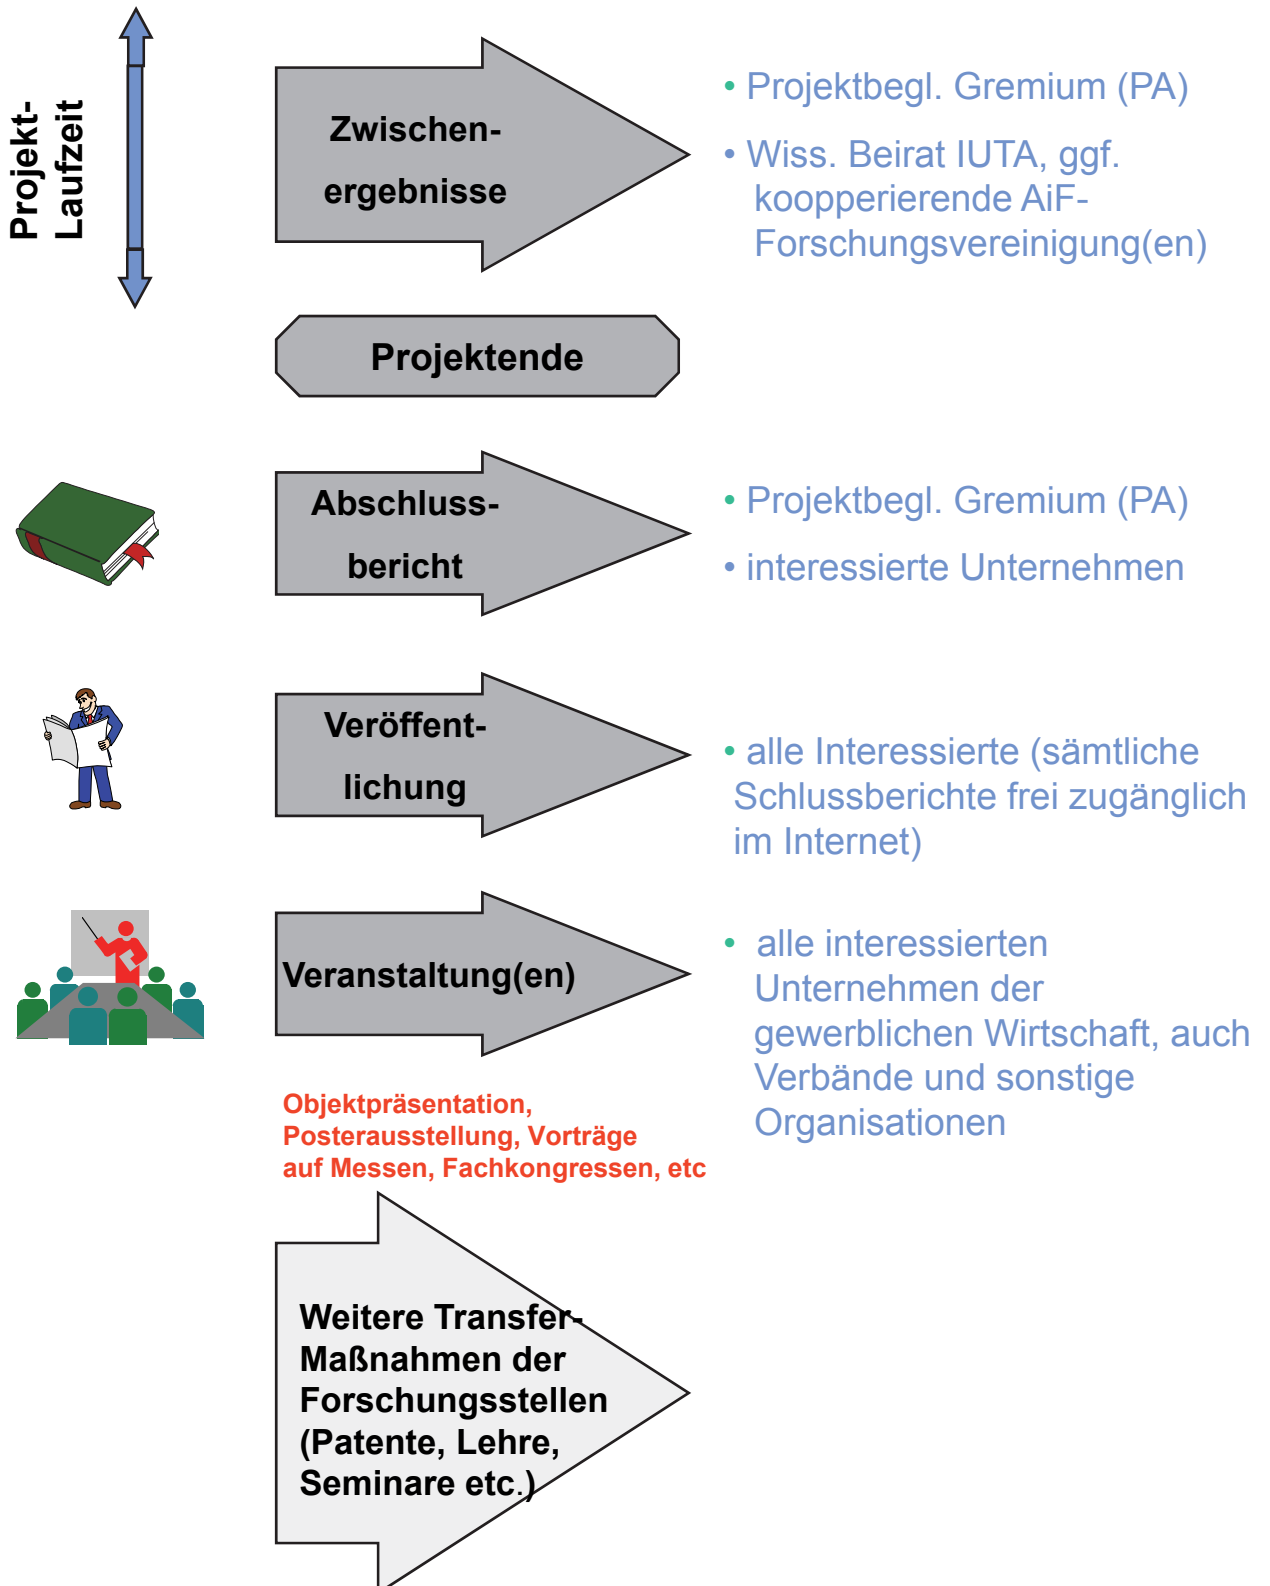 Projekt-
Laufzeit
Zwischen-
ergebnisse
• Projektbegl. Gremium (PA)
• Wiss. Beirat IUTA, ggf.
koopperierende AiF-
Forschungsvereinigung(en)
Projektende
Abschluss-
bericht
• Projektbegl. Gremium (PA)
• interessierte Unternehmen
Veröffent-
lichung
• alle Interessierte (sämtliche
Schlussberichte frei zugänglich
im Internet)
Veranstaltung(en)
• alle interessierten
Unternehmen der
gewerblichen Wirtschaft, auch
Verbände und sonstige
Organisationen
Objektpräsentation,
Posterausstellung, Vorträge
auf Messen, Fachkongressen, etc
Weitere Transfer-
Maßnahmen der
Forschungsstellen
(Patente, Lehre,
Seminare etc.)